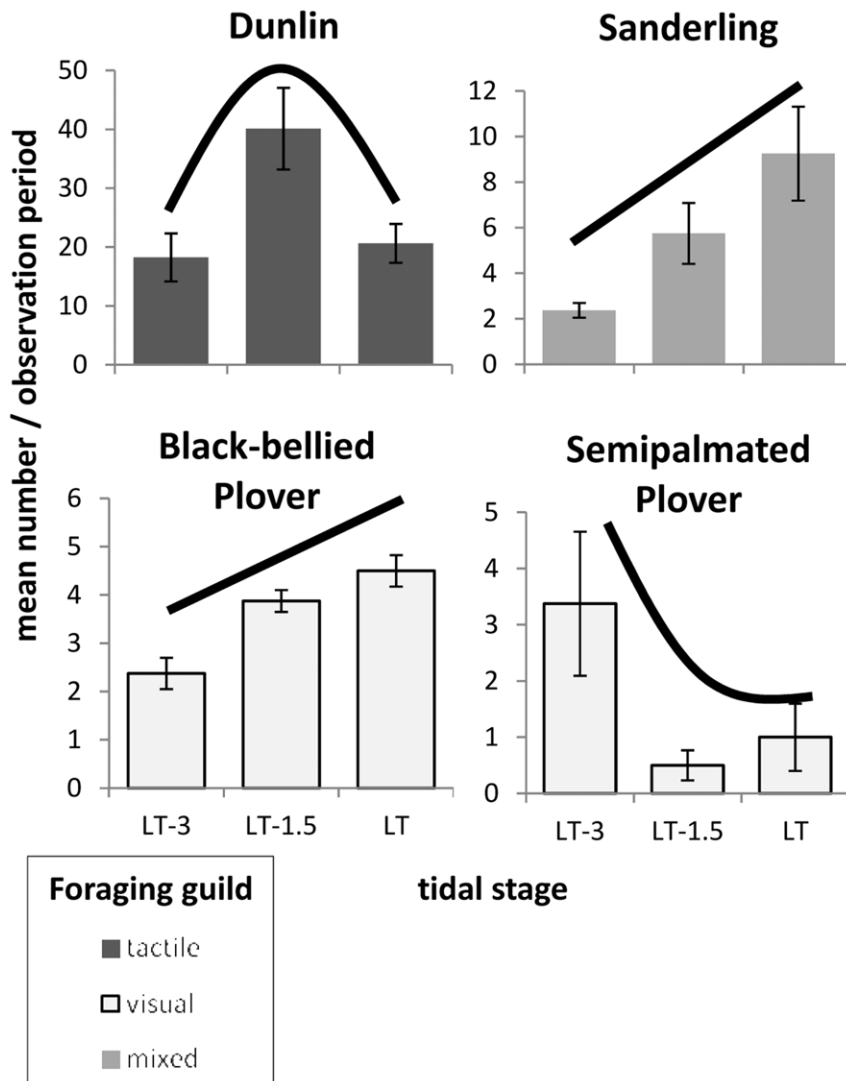 Dunlin
50
40
30
20
10
0
Sanderling
12
10
8
6
4
2
0
mean number / observation period
Black-bellied
Plover
6
5
4
3
2
1
0
LT-3 LT-1.5 LT
Semipalmated
Plover
5
4
3
2
1
0
LT-3 LT-1.5 LT
tidal stage
Foraging guild
tactile
visual
mixed